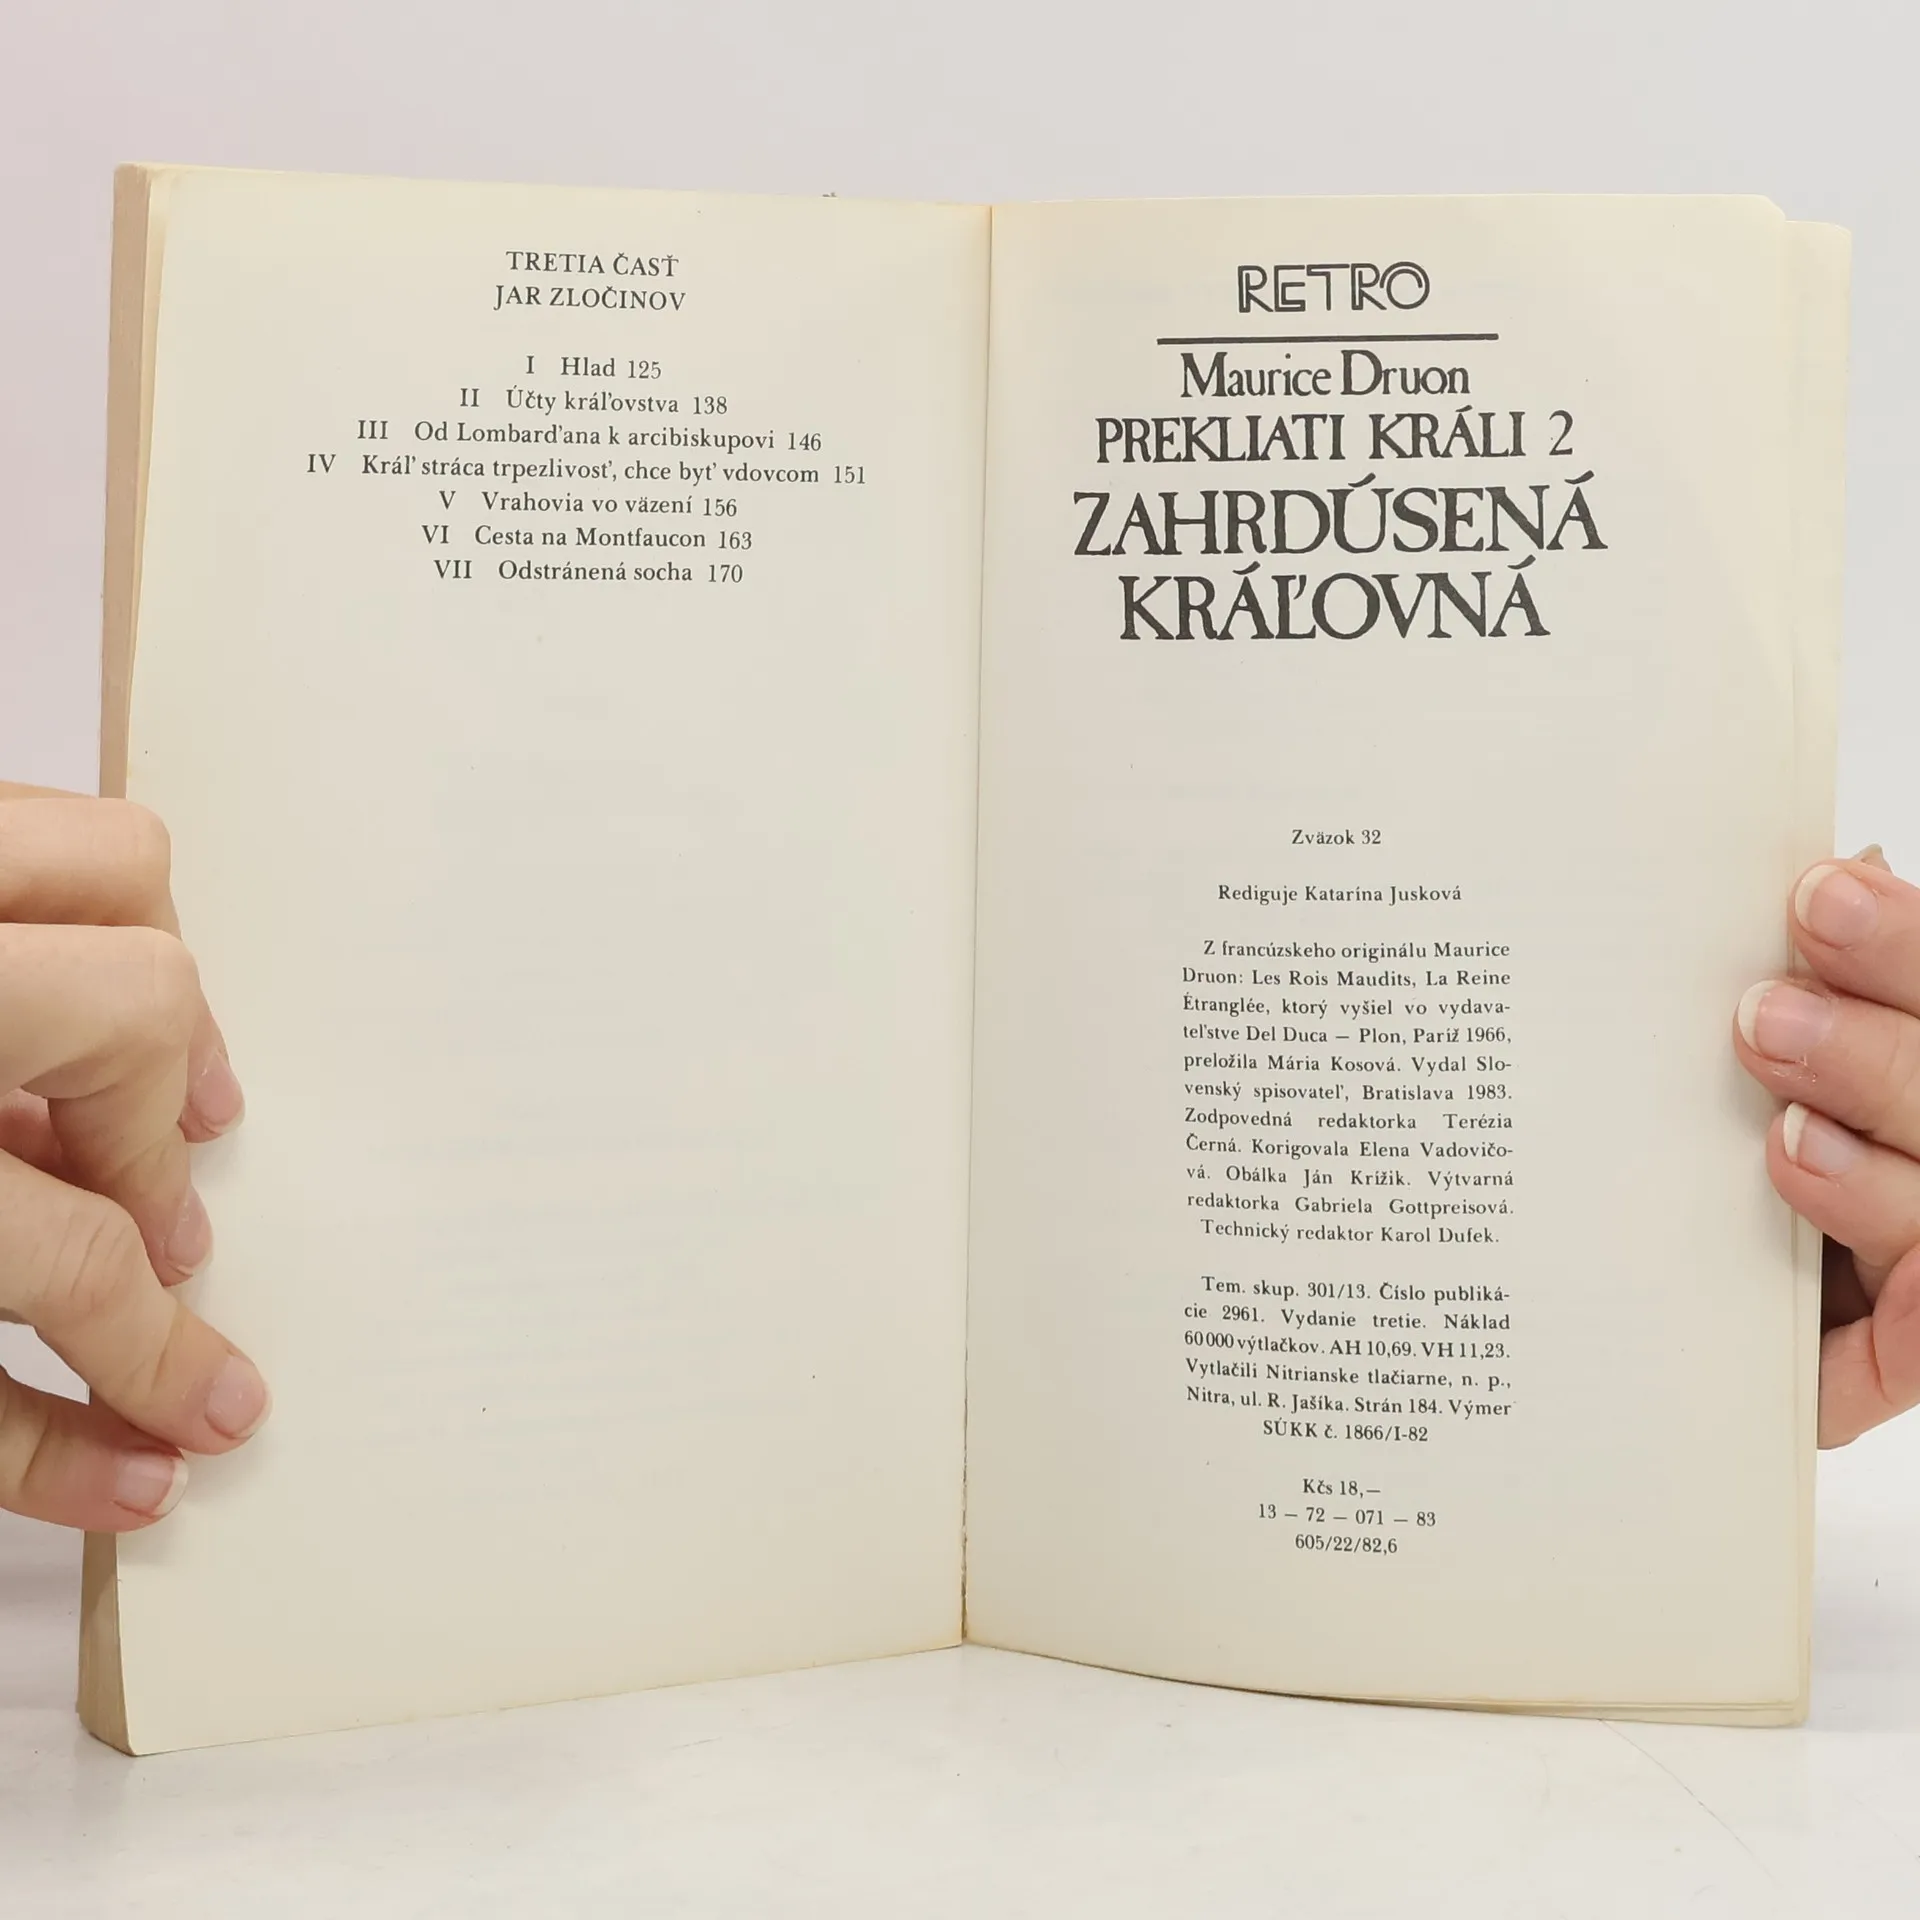 TRETIA ČASŤ
JAR ZLOČINOV
I Hlad 125
II Účty kráľovstva 138
III Od Lombarďana k arcibiskupovi 146
IV Kráľ stráca trpezlivosť, chce byť vdovcom 151
V Vrahovia vo väzení 156
VI Cesta na Montfaucon 163
VII Odstránená socha 170
RETRO
Maurice Druon
PREKLIATI KRÁLI 2
ZAHRDÚSENÁ
KRÁĽOVNÁ
Zväzok 32
Rediguje Katarína Jusková
Z francúzskeho originálu Maurice
Druon: Les Rois Maudits, La Reine
Étranglée, ktorý vyšiel vo vydava-
teľstve Del Duca — Plon, Pariž 1966,
preložila Mária Kosová. Vydal Slo-
venský spisovateľ, Bratislava 1983.
Zodpovedná redaktorka Terézia
Černá. Korigovala Elena Vadovičo-
vá. Obálka Ján Krížik. Výtvarná
redaktorka Gabriela Gottpreisová.
Technický redaktor Karol Dufek.
Tem. skup. 301/13. Číslo publiká-
cie 2961. Vydanie tretie. Náklad
60 000 výtlačkov. AH 10,69. VH 11,23.
Vytlačili Nitrianske tlačiarne, n. p.,
Nitra, ul. R. Jašíka. Strán 184. Výmer
SÚKK č. 1866/I-82
Kčs 18,—
13 — 72 — 071 — 83
605/22/82,6